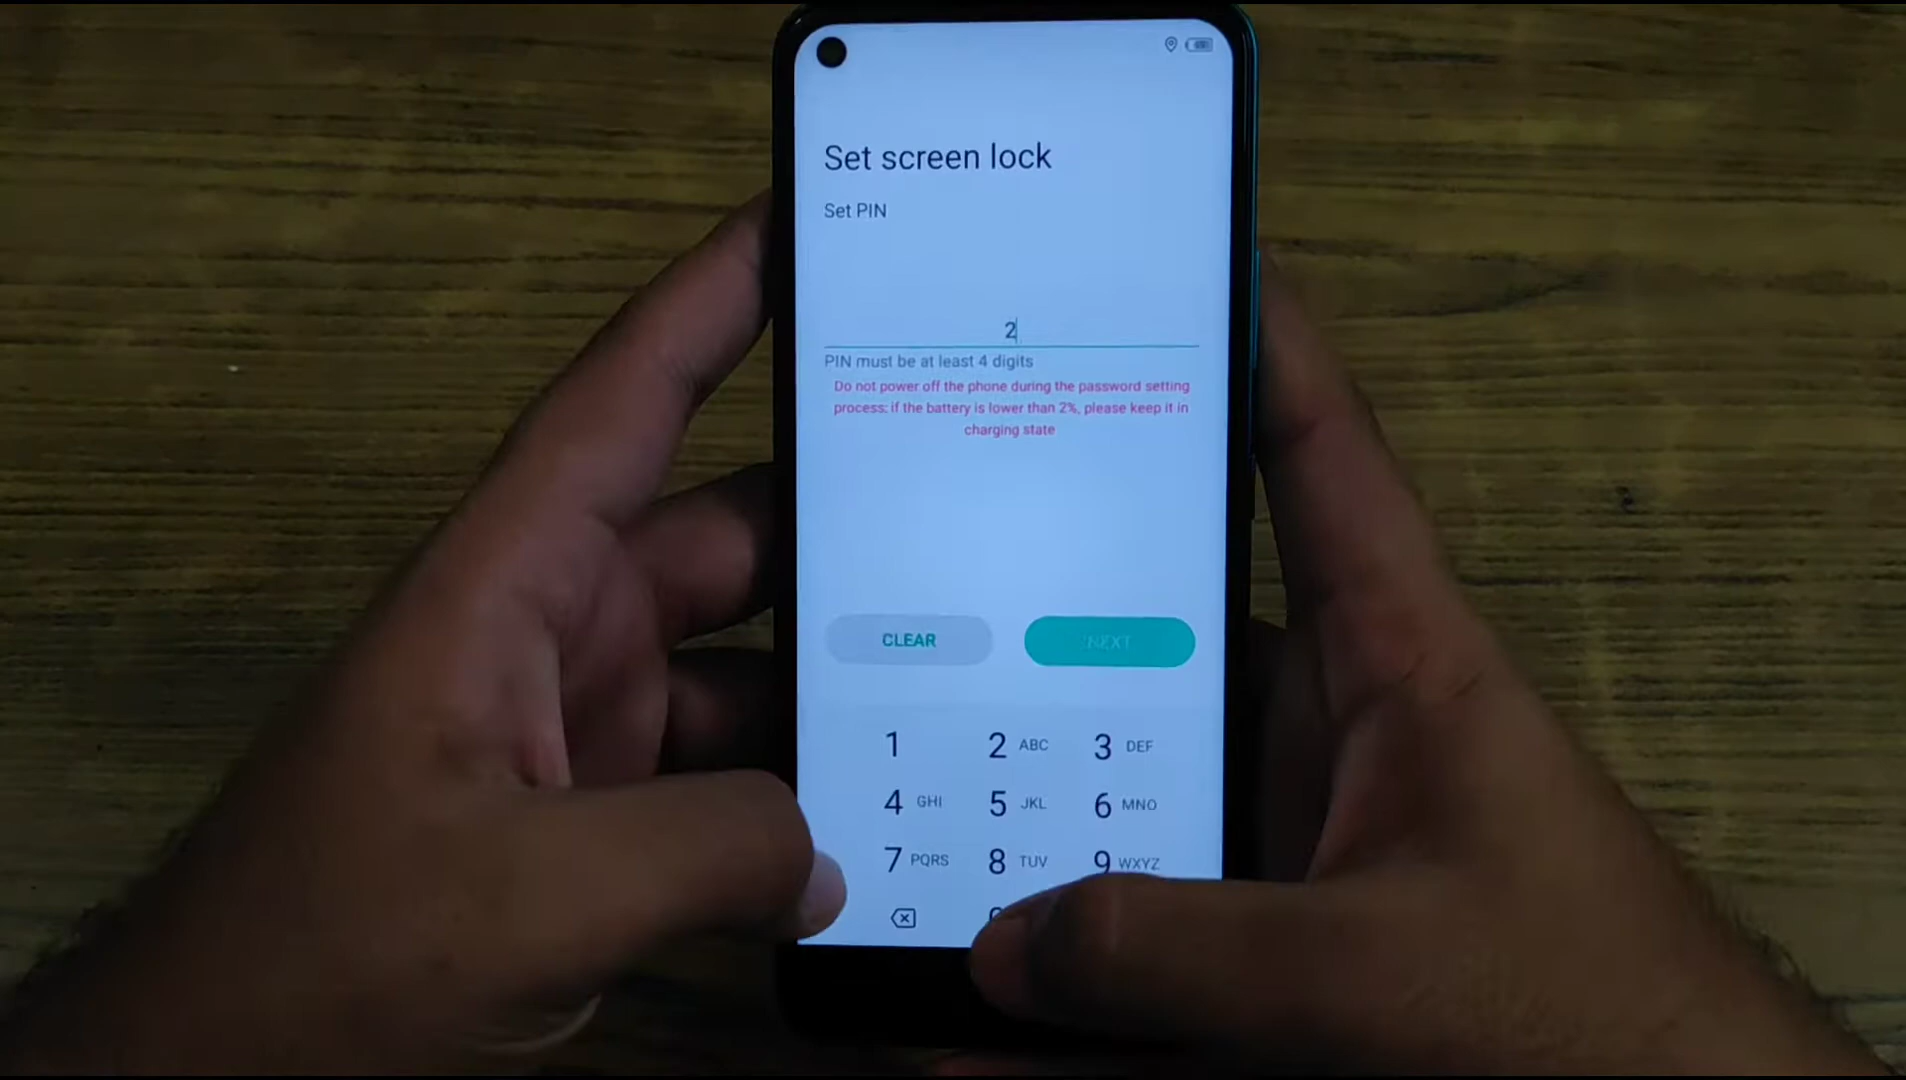 Set screen lock
Set PIN
2
PIN must be at least 4 digits
Do not power off the phone during the password setting
process; if the battery is lower than 2%, please keep it in
charging state
CLEAR NEXT
1 2 ABC 3 DEF
4 GHI 5 JKL 6 MNO
7 PQRS 8 TUV 9 WXYZ